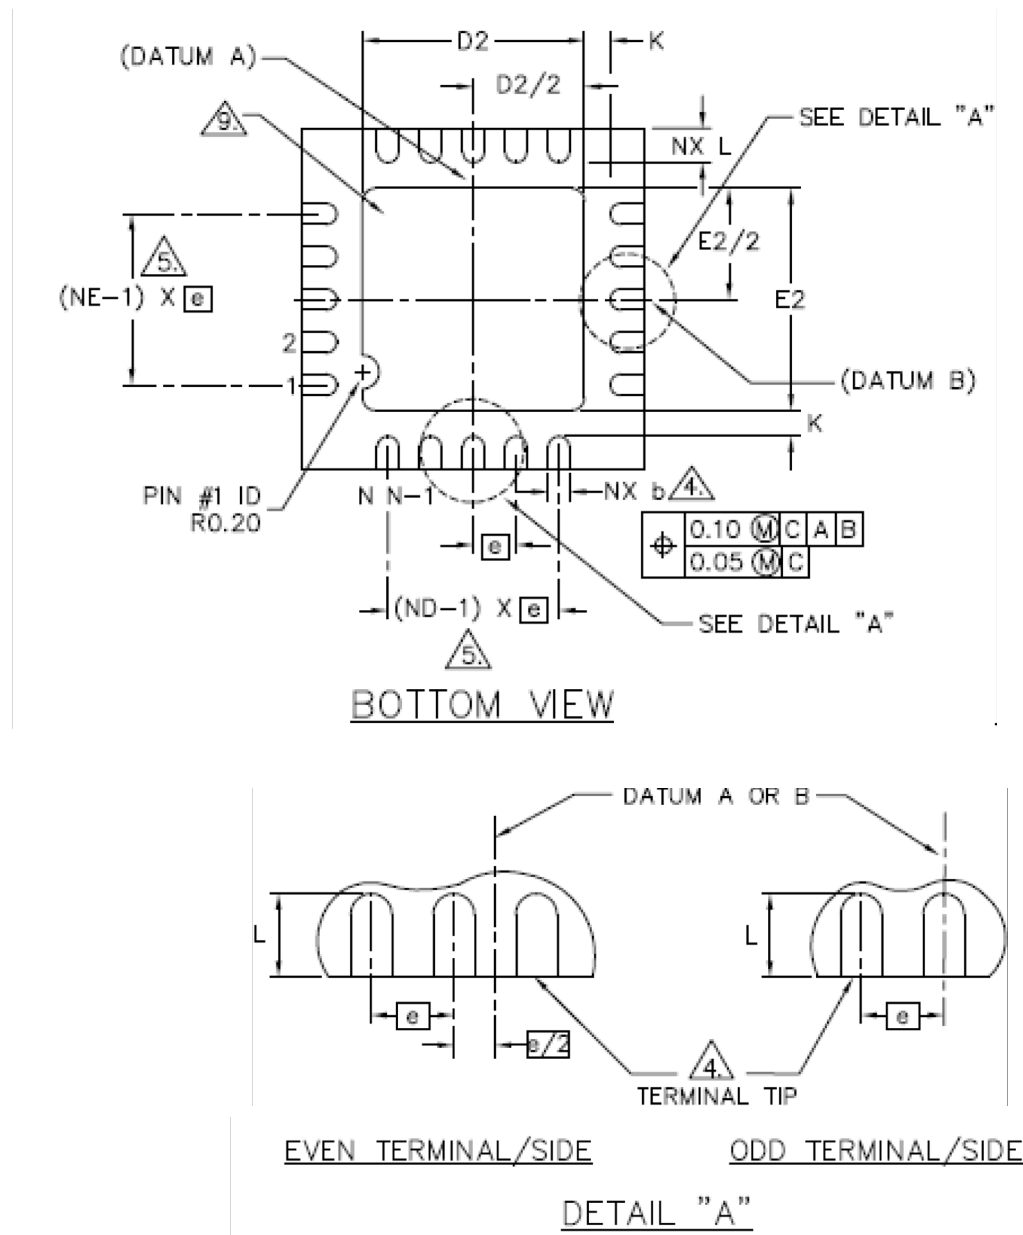 D2
K
(DATUM A)
D2/2
9.
SEE DETAIL "A"
NX L
E2/2
5.
(NE-1) X e
E2
2
1
(DATUM B)
K
PIN #1 ID
R0.20
N N-1
NX b 4.
0.10 Ⓜ C A B
0.05 Ⓜ C
e
(ND-1) X e
SEE DETAIL "A"
5.
BOTTOM VIEW
DATUM A OR B
L
L
e
e
e/2
4.
TERMINAL TIP
EVEN TERMINAL/SIDE
ODD TERMINAL/SIDE
DETAIL "A"